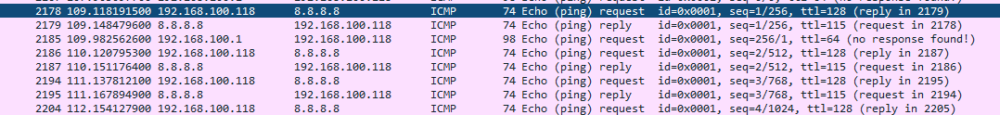 2178 109.118191500 192.168.100.118 8.8.8.8 ICMP 74 Echo (ping) request id=0x0001, seq=1/256, ttl=128 (reply in 2179)
2179 109.148479600 8.8.8.8 192.168.100.118 ICMP 74 Echo (ping) reply id=0x0001, seq=1/256, ttl=115 (request in 2178)
2185 109.982562600 192.168.100.1 192.168.100.118 ICMP 98 Echo (ping) request id=0x0001, seq=256/1, ttl=64 (no response found!)
2186 110.120795300 192.168.100.118 8.8.8.8 ICMP 74 Echo (ping) request id=0x0001, seq=2/512, ttl=128 (reply in 2187)
2187 110.151176400 8.8.8.8 192.168.100.118 ICMP 74 Echo (ping) reply id=0x0001, seq=2/512, ttl=115 (request in 2186)
2194 111.137812100 192.168.100.118 8.8.8.8 ICMP 74 Echo (ping) request id=0x0001, seq=3/768, ttl=128 (reply in 2195)
2195 111.167894900 8.8.8.8 192.168.100.118 ICMP 74 Echo (ping) reply id=0x0001, seq=3/768, ttl=115 (request in 2194)
2204 112.154127900 192.168.100.118 8.8.8.8 ICMP 74 Echo (ping) request id=0x0001, seq=4/1024, ttl=128 (reply in 2205)